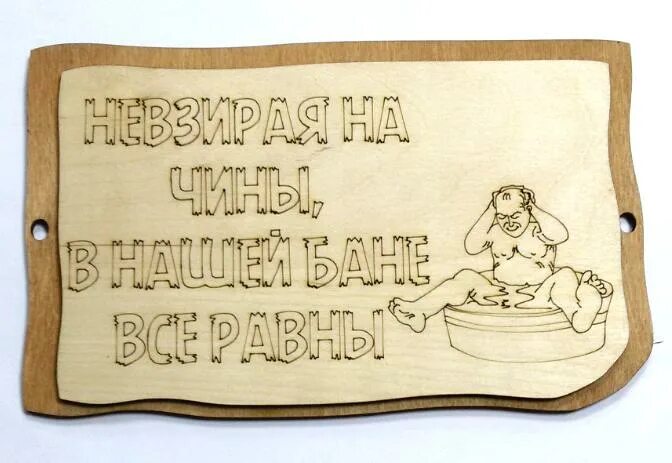 НЕВЗИРАЯ НА
ЧИНЫ,
В НАШЕЙ БАНЕ
ВСЕ РАВНЫ